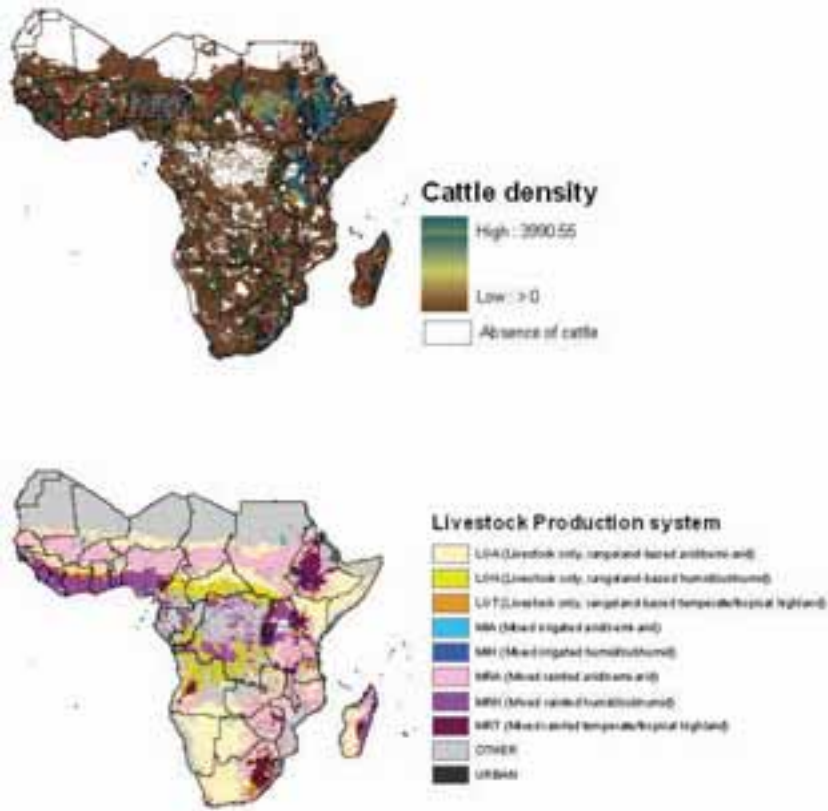 Cattle density
High : 3990.55
Low : > 0
Absence of cattle
Livestock Production system
LGA (Livestock only, rangeland-based arid/semi-arid)
LGH (Livestock only, rangeland-based humid/subhumid)
LGT (Livestock only, rangeland-based temperate/tropical highland)
MIA (Mixed irrigated arid/semi-arid)
MIH (Mixed irrigated humid/subhumid)
MRA (Mixed rainfed arid/semi-arid)
MRH (Mixed rainfed humid/subhumid)
MRT (Mixed rainfed temperate/tropical highland)
OTHER
URBAN